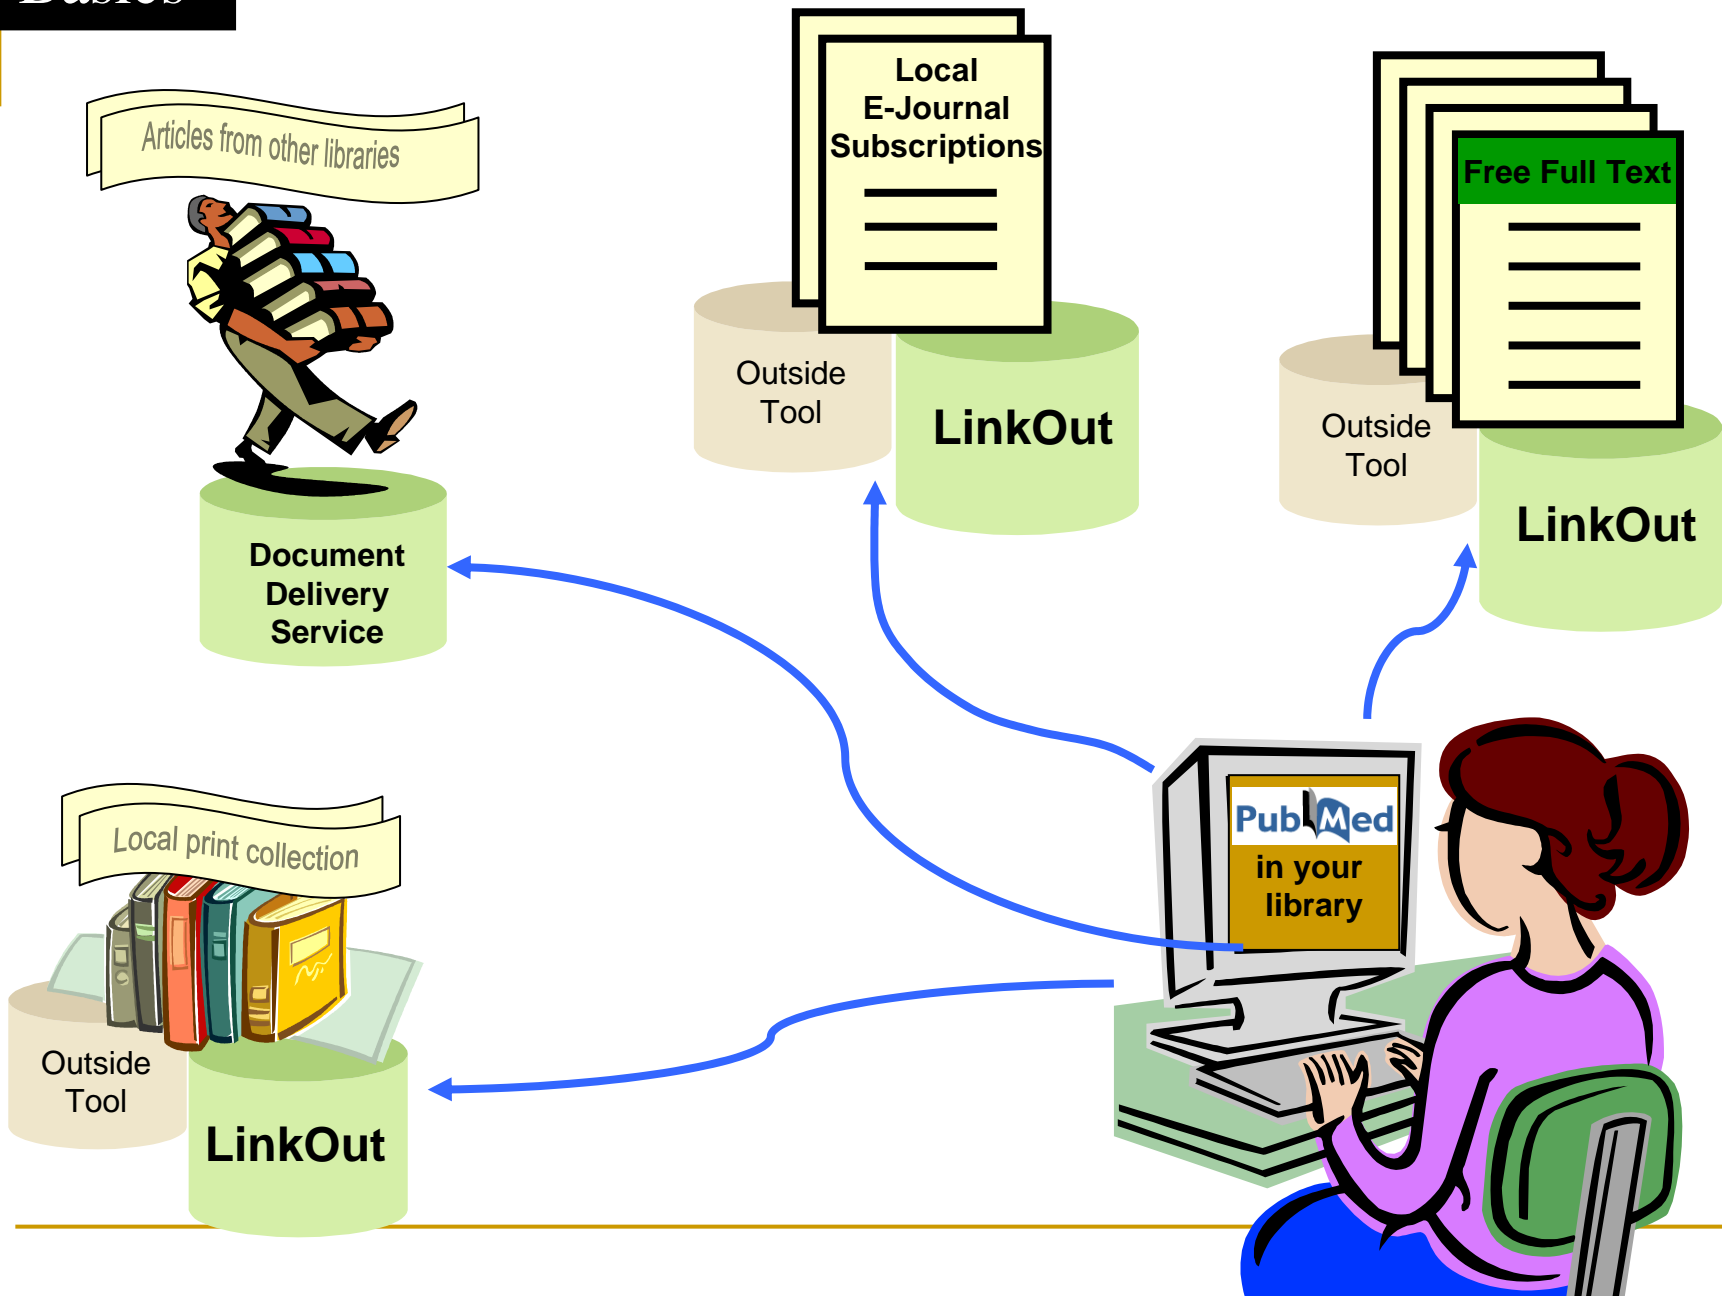 Basics
Articles from other libraries
Document
Delivery
Service
Local
E-Journal
Subscriptions
Outside
Tool
LinkOut
Free Full Text
Outside
Tool
LinkOut
Local print collection
Outside
Tool
LinkOut
PubMed
in your
library